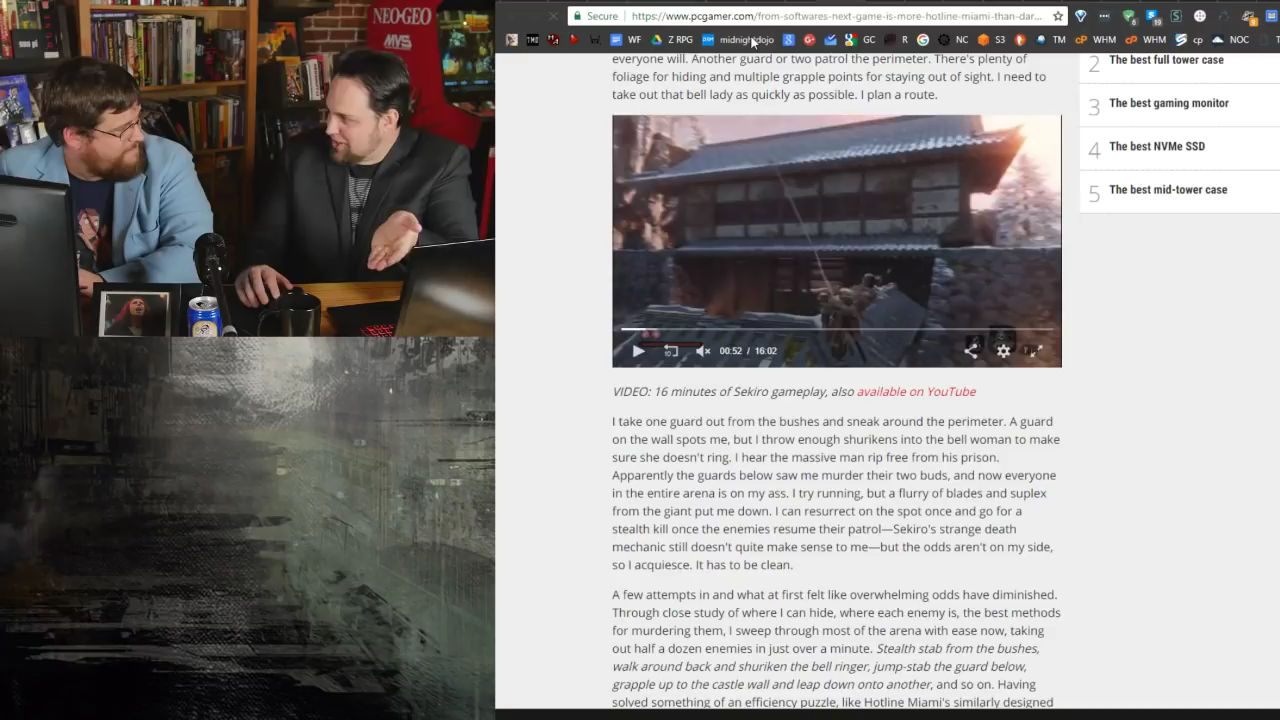 NEO·GEO
MVS
Secure
https://www.pcgamer.com/from-softwares-next-game-is-more-hotline-miami-than-dar...
WF
Z RPG
midnightdojo
GC
R
NC
S3
TM
WHM
WHM
cp
NOC
everyone will. Another guard or two patrol the perimeter. There's plenty of
foliage for hiding and multiple grapple points for staying out of sight. I need to
take out that bell lady as quickly as possible. I plan a route.
2 The best full tower case
3 The best gaming monitor
4 The best NVMe SSD
5 The best mid-tower case
00:52 / 16:02
VIDEO: 16 minutes of Sekiro gameplay, also available on YouTube
I take one guard out from the bushes and sneak around the perimeter. A guard
on the wall spots me, but I throw enough shurikens into the bell woman to make
sure she doesn't ring. I hear the massive man rip free from his prison.
Apparently the guards below saw me murder their two buds, and now everyone
in the entire arena is on my ass. I try running, but a flurry of blades and suplex
from the giant put me down. I can resurrect on the spot once and go for a
stealth kill once the enemies resume their patrol—Sekiro's strange death
mechanic still doesn't quite make sense to me—but the odds aren't on my side,
so I acquiesce. It has to be clean.
A few attempts in and what at first felt like overwhelming odds have diminished.
Through close study of where I can hide, where each enemy is, the best methods
for murdering them, I sweep through most of the arena with ease now, taking
out half a dozen enemies in just over a minute. Stealth stab from the bushes,
walk around back and shuriken the bell ringer, jump-stab the guard below,
grapple up to the castle wall and leap down onto another, and so on. Having
solved something of an efficiency puzzle, like Hotline Miami's similarly designed